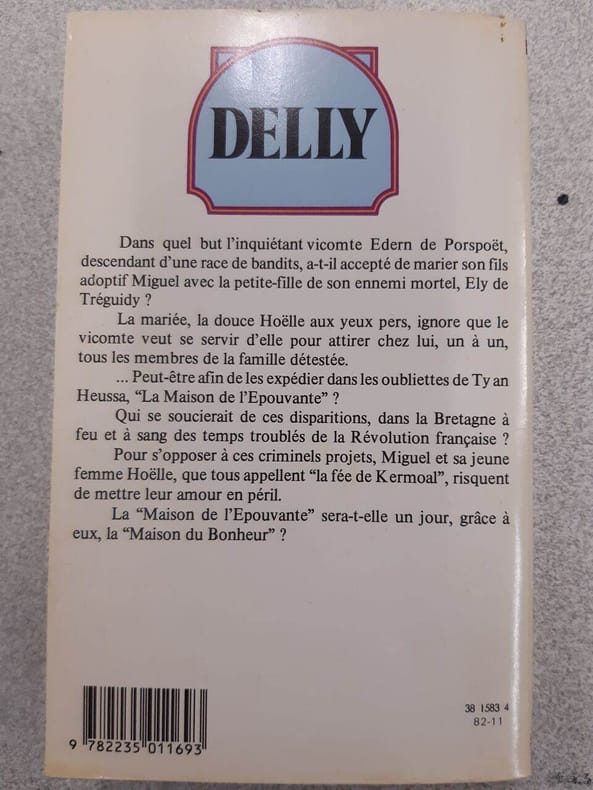 DELLY
Dans quel but l'inquiétant vicomte Edern de Porspoët,
descendant d'une race de bandits, a-t-il accepté de marier son fils
adoptif Miguel avec la petite-fille de son ennemi mortel, Ely de
Tréguidy ?
La mariée, la douce Hoëlle aux yeux pers, ignore que le
vicomte veut se servir d'elle pour attirer chez lui, un à un,
tous les membres de la famille détestée.
... Peut-être afin de les expédier dans les oubliettes de Ty an
Heussa, "La Maison de l'Epouvante" ?
Qui se soucierait de ces disparitions, dans la Bretagne à
feu et à sang des temps troublés de la Révolution française ?
Pour s'opposer à ces criminels projets, Miguel et sa jeune
femme Hoëlle, que tous appellent "la fée de Kermoal", risquent
de mettre leur amour en péril.
La "Maison de l'Epouvante" sera-t-elle un jour, grâce à
eux, la "Maison du Bonheur" ?
38 1583 4
82-11
9 782235 011693